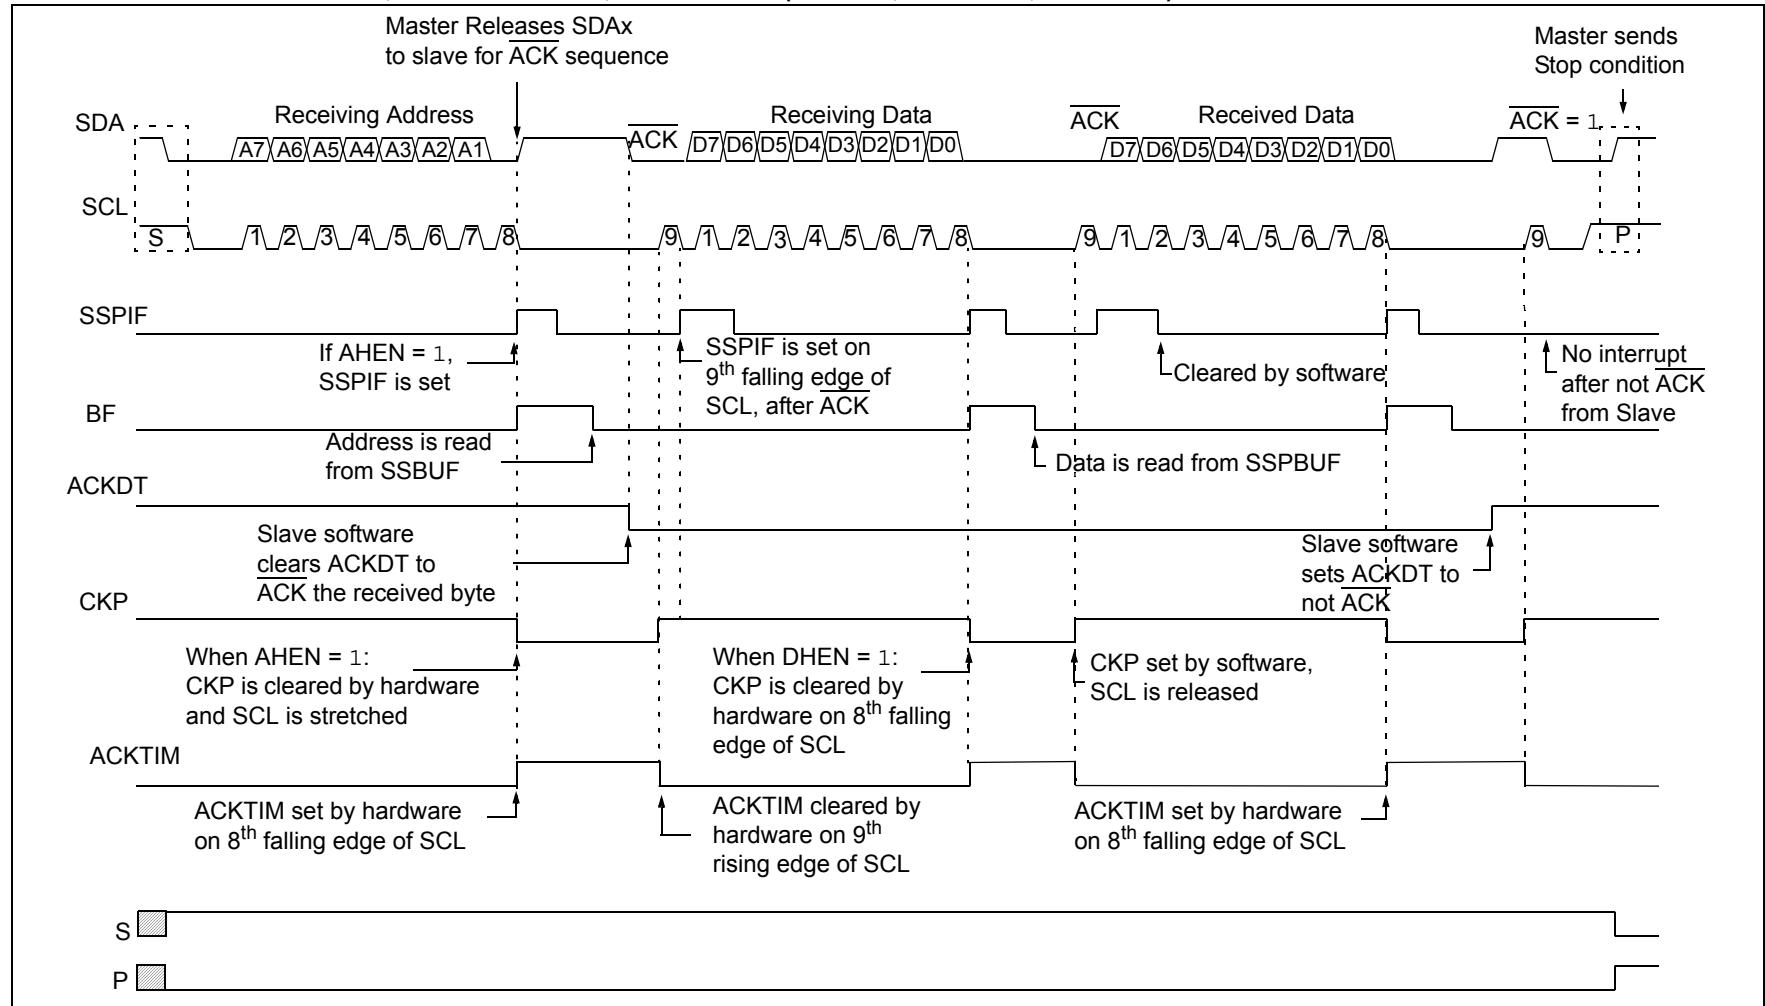 Master Releases SDAx
to slave for ACK sequence
Master sends
Stop condition
SDA
Receiving Address
A7 A6 A5 A4 A3 A2 A1
ACK
Receiving Data
D7 D6 D5 D4 D3 D2 D1 D0
ACK
Received Data
D7 D6 D5 D4 D3 D2 D1 D0
ACK = 1
SCL
S
1 2 3 4 5 6 7 8
9 1 2 3 4 5 6 7 8
9 1 2 3 4 5 6 7 8
9
P
SSPIF
If AHEN = 1,
SSPIF is set
SSPIF is set on
9th falling edge of
SCL, after ACK
Cleared by software
No interrupt
after not ACK
from Slave
BF
Address is read
from SSBUF
Data is read from SSPBUF
ACKDT
Slave software
clears ACKDT to
ACK the received byte
Slave software
sets ACKDT to
not ACK
CKP
When AHEN = 1:
CKP is cleared by hardware
and SCL is stretched
When DHEN = 1:
CKP is cleared by
hardware on 8th falling
edge of SCL
CKP set by software,
SCL is released
ACKTIM
ACKTIM set by hardware
on 8th falling edge of SCL
ACKTIM cleared by
hardware on 9th
rising edge of SCL
ACKTIM set by hardware
on 8th falling edge of SCL
S
P